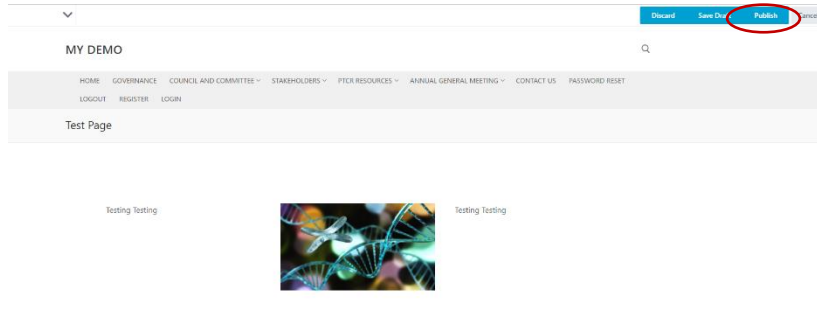 Discard Save Draft Publish Cance
MY DEMO
HOME GOVERNANCE COUNCIL AND COMMITTEE STAKEHOLDERS PTCR RESOURCES ANNUAL GENERAL MEETING CONTACT US PASSWORD RESET
LOGOUT REGISTER LOGIN
Test Page
Testing Testing
Testing Testing